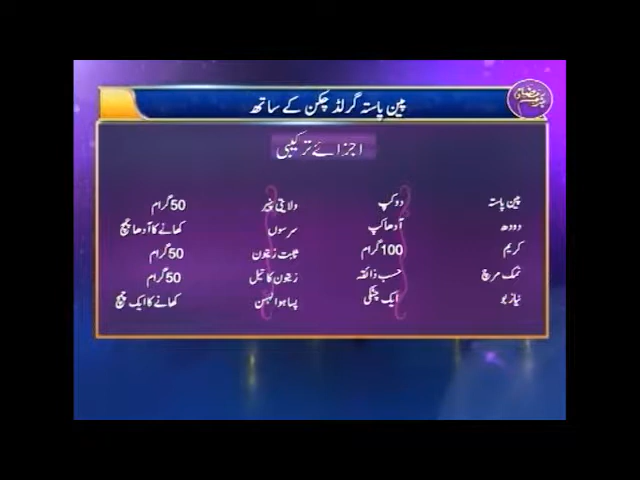 پین پاستہ گرلڈ چکن کے ساتھ
اجزائے ترکیبی
پین پاستہ دو کپ ولایتی پنیر 50 گرام
دودھ آدھا کپ سرسوں کھانے کا آدھا چمچ
کریم 100 گرام ثابت زیتون 50 گرام
نمک مرچ حسب ذائقہ زیتون کا تیل 50 گرام
نیاز بو ایک چٹکی پسا ہوا لہسن کھانے کا ایک چمچ